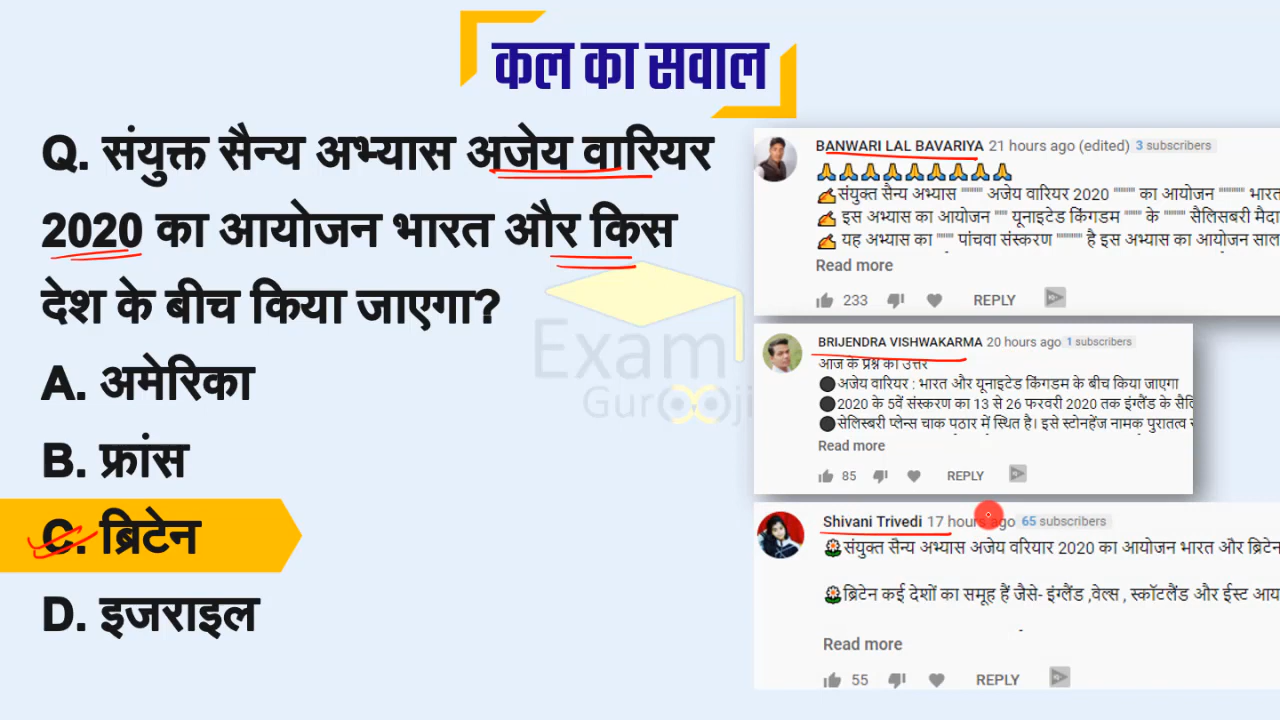 कल का सवाल
Q. संयुक्त सैन्य अभ्यास अजेय वारियर
2020 का आयोजन भारत और किस
देश के बीच किया जाएगा?
A. अमेरिका
B. फ्रांस
C. ब्रिटेन
D. इजराइल
Exam
Gurooji
BANWARI LAL BAVARIYA 21 hours ago (edited) 3 subscribers
🙏🙏🙏🙏🙏🙏🙏🙏🙏
✍संयुक्त सैन्य अभ्यास """"" अजेय वारियर 2020 """"" का आयोजन """""" भारत
✍ इस अभ्यास का आयोजन """ यूनाइटेड किंगडम """" के """"" सैलिसबरी मैदा
✍ यह अभ्यास का """" पांचवा संस्करण """""" है इस अभ्यास का आयोजन साल
Read more
233 REPLY
BRIJENDRA VISHWAKARMA 20 hours ago 1 subscribers
आज के प्रश्न का उत्तर
⚫अजेय वारियर : भारत और यूनाइटेड किंगडम के बीच किया जाएगा
⚫2020 के 5वें संस्करण का 13 से 26 फरवरी 2020 तक इंग्लैंड के सैलि
⚫सेलिस्बरी प्लेन्स चाक पठार में स्थित है। इसे स्टोनहेंज नामक पुरातत्व
Read more
85 REPLY
Shivani Trivedi 17 hours ago 65 subscribers
संयुक्त सैन्य अभ्यास अजेय वरियार 2020 का आयोजन भारत और ब्रिटेन
ब्रिटेन कई देशों का समूह हैं जैसे- इंग्लैंड ,वेल्स , स्कॉटलैंड और ईस्ट आय
Read more
55 REPLY